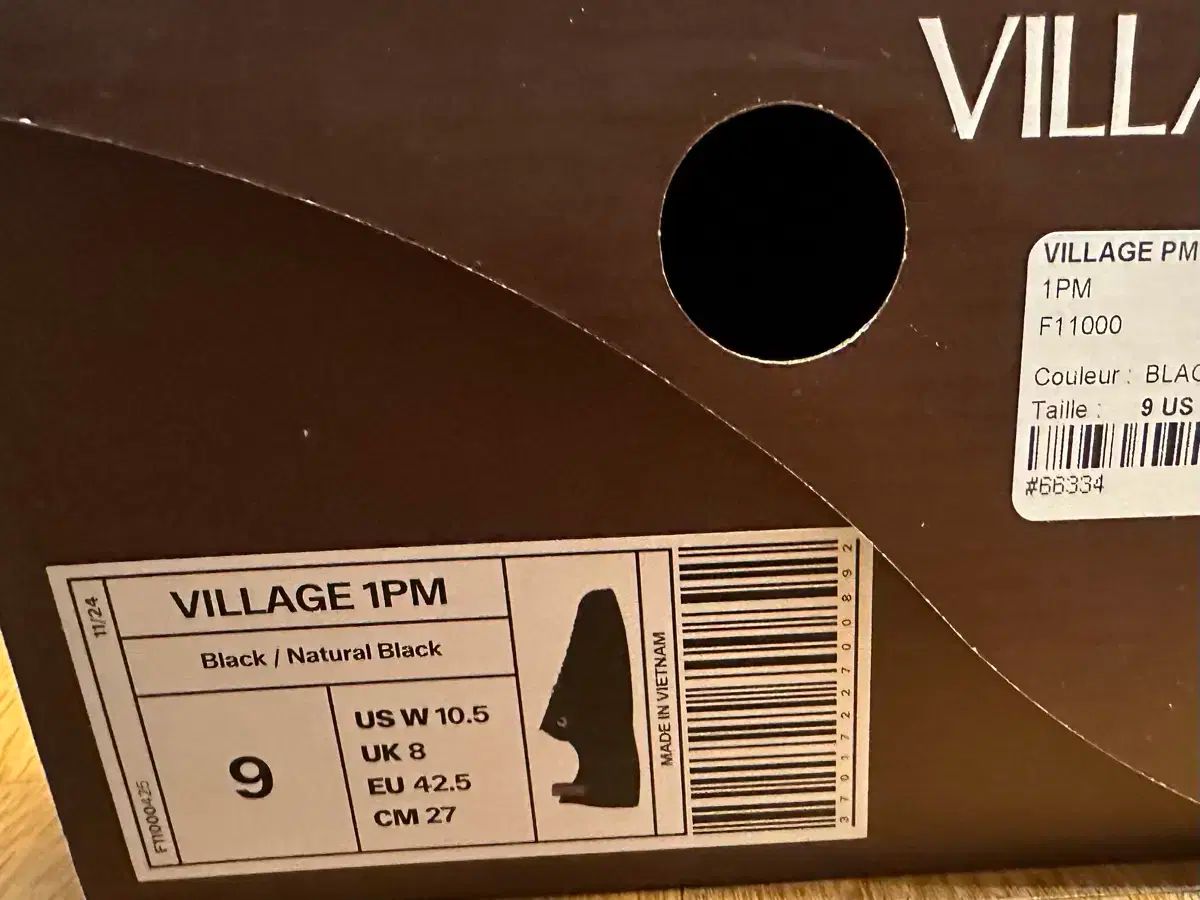 VILLA
VILLAGE PM
1PM
F11000
Couleur : BLAC
Taille : 9 US
#66334
11/24
F11000425
VILLAGE 1PM
Black / Natural Black
9
US W 10.5
UK 8
EU 42.5
CM 27
MADE IN VIETNAM
3701722700892